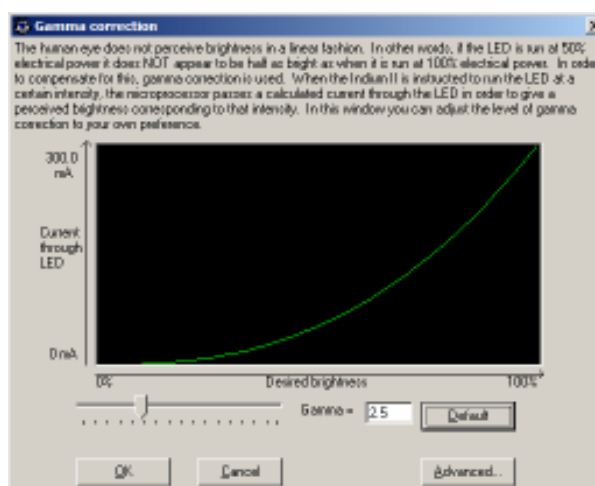 Gamma correction
The human eye does not perceive brightness in a linear fashion. In other words, if the LED is run at 50%
electrical power it does NOT appear to be half as bright as when it is run at 100% electrical power. In order
to compensate for this, gamma correction is used. When the Indium II is instructed to run the LED at a
certain intensity, the microprocessor passes a calculated current through the LED in order to give a
perceived brightness corresponding to that intensity. In this window you can adjust the level of gamma
correction to your own preference.
300.0
mA
Current
through
LED
0 mA
0%
Desired brightness
100%
Gamma = 2.5 Default
OK Cancel Advanced...